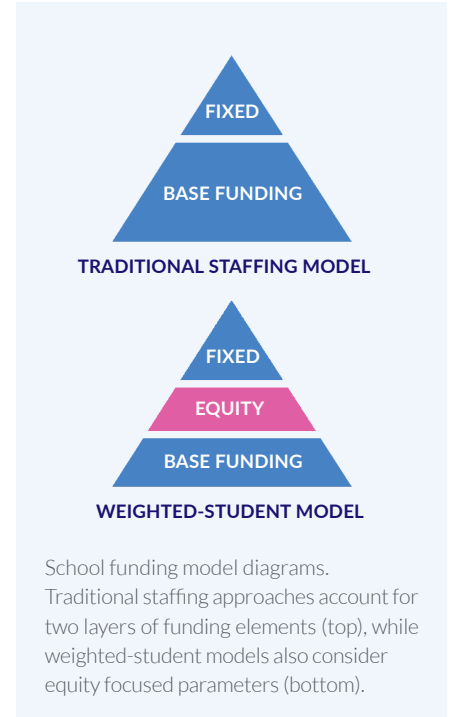 FIXED
BASE FUNDING
TRADITIONAL STAFFING MODEL
FIXED
EQUITY
BASE FUNDING
WEIGHTED-STUDENT MODEL
School funding model diagrams.
Traditional staffing approaches account for
two layers of funding elements (top), while
weighted-student models also consider
equity focused parameters (bottom).